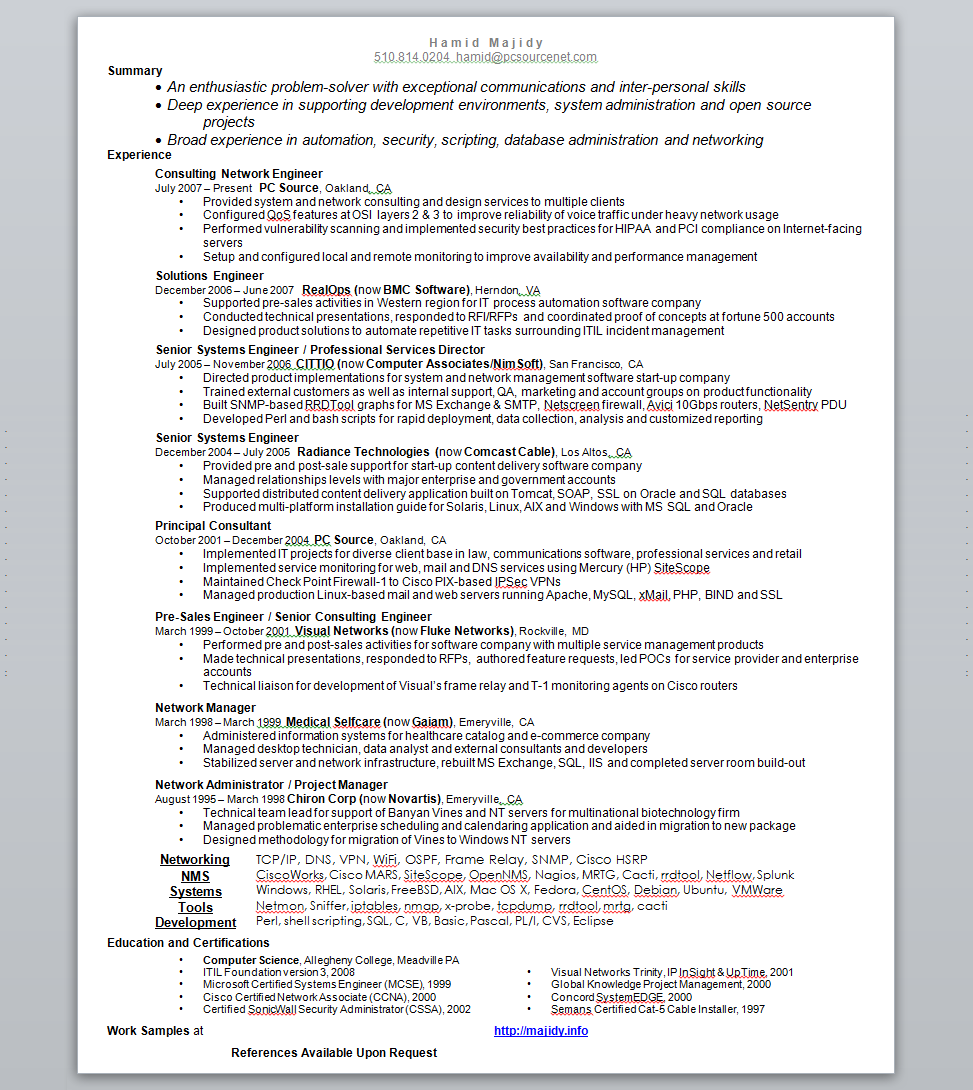 Hamid Majidy
510.814.0204 hamid@pcsourcenet.com
Summary
• An enthusiastic problem-solver with exceptional communications and inter-personal skills
• Deep experience in supporting development environments, system administration and open source
projects
• Broad experience in automation, security, scripting, database administration and networking
Experience
Consulting Network Engineer
July 2007 – Present PC Source, Oakland, CA
• Provided system and network consulting and design services to multiple clients
• Configured QoS features at OSI layers 2 & 3 to improve reliability of voice traffic under heavy network usage
• Performed vulnerability scanning and implemented security best practices for HIPAA and PCI compliance on Internet-facing
servers
• Setup and configured local and remote monitoring to improve availability and performance management
Solutions Engineer
December 2006 – June 2007 RealOps (now BMC Software), Herndon, VA
• Supported pre-sales activities in Western region for IT process automation software company
• Conducted technical presentations, responded to RFI/RFPs and coordinated proof of concepts at fortune 500 accounts
• Designed product solutions to automate repetitive IT tasks surrounding ITIL incident management
Senior Systems Engineer / Professional Services Director
July 2005 – November 2006 CITTIO (now Computer Associates/NimSoft), San Francisco, CA
• Directed product implementations for system and network management software start-up company
• Trained external customers as well as internal support, QA, marketing and account groups on product functionality
• Built SNMP-based RRDTool graphs for MS Exchange & SMTP, Netscreen firewall, Avici 10Gbps routers, NetSentry PDU
• Developed Perl and bash scripts for rapid deployment, data collection, analysis and customized reporting
Senior Systems Engineer
December 2004 – July 2005 Radiance Technologies (now Comcast Cable), Los Altos, CA
• Provided pre and post-sale support for start-up content delivery software company
• Managed relationships levels with major enterprise and government accounts
• Supported distributed content delivery application built on Tomcat, SOAP, SSL on Oracle and SQL databases
• Produced multi-platform installation guide for Solaris, Linux, AIX and Windows with MS SQL and Oracle
Principal Consultant
October 2001 – December 2004 PC Source, Oakland, CA
• Implemented IT projects for diverse client base in law, communications software, professional services and retail
• Implemented service monitoring for web, mail and DNS services using Mercury (HP) SiteScope
• Maintained Check Point Firewall-1 to Cisco PIX-based IPSec VPNs
• Managed production Linux-based mail and web servers running Apache, MySQL, xMail, PHP, BIND and SSL
Pre-Sales Engineer / Senior Consulting Engineer
March 1999 – October 2001 Visual Networks (now Fluke Networks), Rockville, MD
• Performed pre and post-sales activities for software company with multiple service management products
• Made technical presentations, responded to RFPs, authored feature requests, led POCs for service provider and enterprise
accounts
• Technical liaison for development of Visual's frame relay and T-1 monitoring agents on Cisco routers
Network Manager
March 1998 – March 1999 Medical Selfcare (now Gaiam), Emeryville, CA
• Administered information systems for healthcare catalog and e-commerce company
• Managed desktop technician, data analyst and external consultants and developers
• Stabilized server and network infrastructure, rebuilt MS Exchange, SQL, IIS and completed server room build-out
Network Administrator / Project Manager
August 1995 – March 1998 Chiron Corp (now Novartis), Emeryville, CA
• Technical team lead for support of Banyan Vines and NT servers for multinational biotechnology firm
• Managed problematic enterprise scheduling and calendaring application and aided in migration to new package
• Designed methodology for migration of Vines to Windows NT servers
Networking TCP/IP, DNS, VPN, WiFi, OSPF, Frame Relay, SNMP, Cisco HSRP
NMS CiscoWorks, Cisco MARS, SiteScope, OpenNMS, Nagios, MRTG, Cacti, rrdtool, Netflow, Splunk
Systems Windows, RHEL, Solaris, FreeBSD, AIX, Mac OS X, Fedora, CentOS, Debian, Ubuntu, VMWare
Tools Netmon, Sniffer, iptables, nmap, x-probe, tcpdump, rrdtool, mrtg, cacti
Development Perl, shell scripting, SQL, C, VB, Basic, Pascal, PL/I, CVS, Eclipse
Education and Certifications
• Computer Science, Allegheny College, Meadville PA
• ITIL Foundation version 3, 2008 • Visual Networks Trinity, IP InSight & UpTime, 2001
• Microsoft Certified Systems Engineer (MCSE), 1999 • Global Knowledge Project Management, 2000
• Cisco Certified Network Associate (CCNA), 2000 • Concord SystemEDGE, 2000
• Certified SonicWall Security Administrator (CSSA), 2002 • Semans Certified Cat-5 Cable Installer, 1997
Work Samples at http://majidy.info
References Available Upon Request